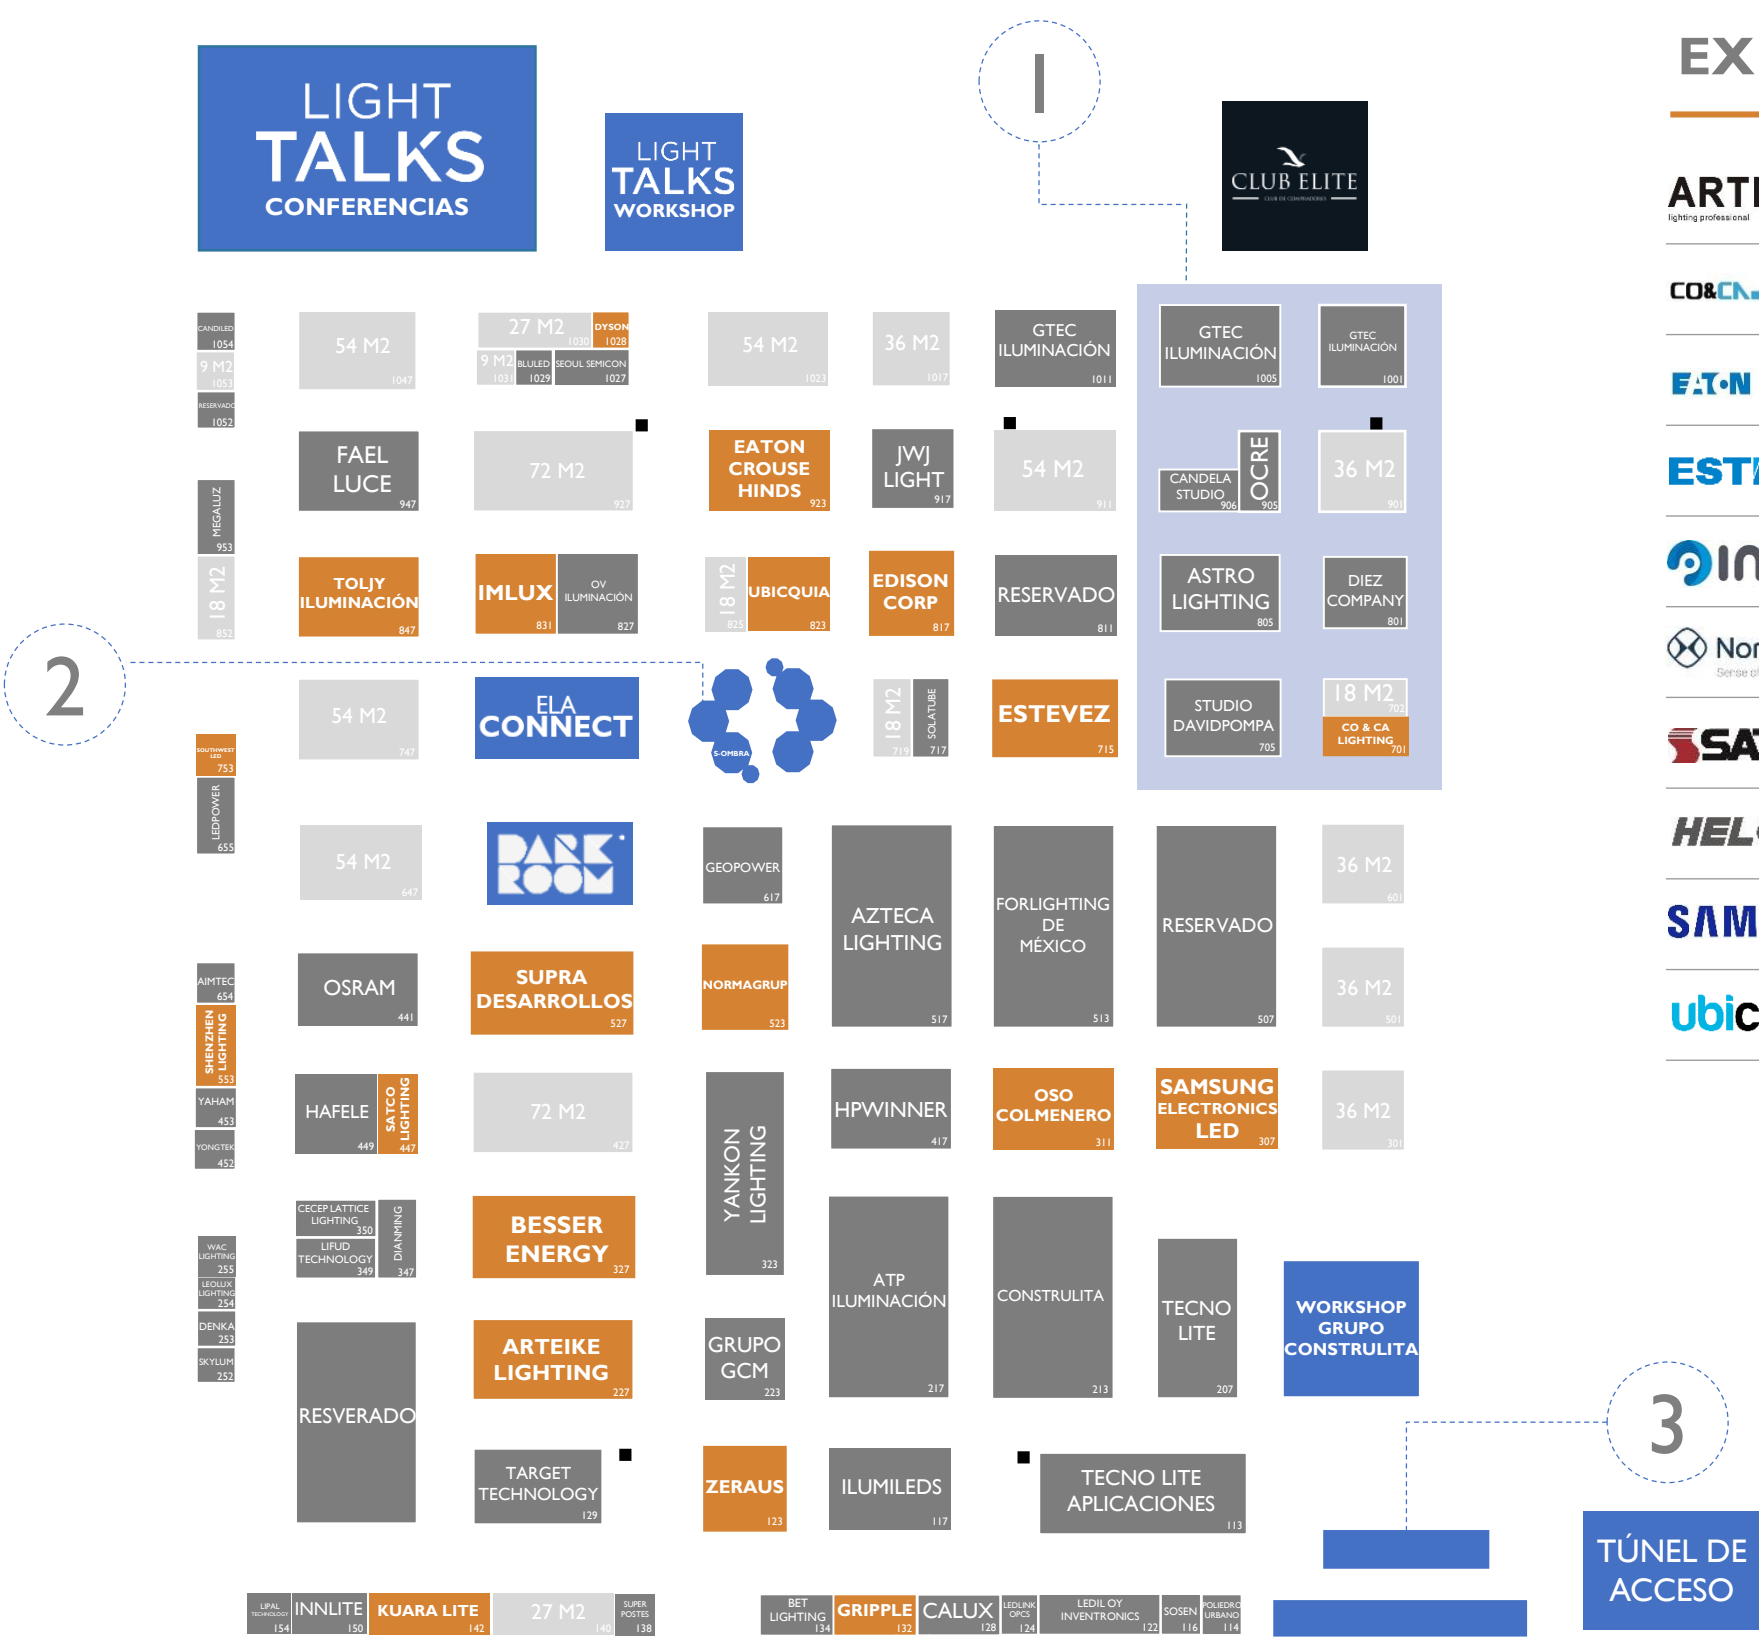 LIGHT
TALKS
CONFERENCIAS
LIGHT
TALKS
WORKSHOP
1
CLUB ELITE
CLUB DE COMPRADORES
EX
CANDILED
1054
9 M2
1053
RESERVADO
1052
54 M2
1047
27 M2
1030
DYSON
1028
9 M2
1031
BLULED
1029
SEOUL SEMICON
1027
54 M2
1023
36 M2
1017
GTEC
ILUMINACIÓN
1011
GTEC
ILUMINACIÓN
1005
GTEC
ILUMINACIÓN
1001
MEGALUZ
953
FAEL
LUCE
947
72 M2
927
EATON
CROUSE
HINDS
923
JWJ
LIGHT
917
54 M2
911
CANDELA
STUDIO
906
OCRE
905
36 M2
901
18 M2
852
TOLJY
ILUMINACIÓN
847
IMLUX
831
OV
ILUMINACIÓN
827
18 M2
825
UBICQUIA
823
EDISON
CORP
817
RESERVADO
811
ASTRO
LIGHTING
805
DIEZ
COMPANY
801
2
SOUTHWEST
LED
753
54 M2
747
ELA
CONNECT
S-OMBRA
18 M2
719
SOLATUBE
717
ESTEVEZ
715
STUDIO
DAVIDPOMPA
705
18 M2
702
CO & CA
LIGHTING
701
LEDPOWER
655
54 M2
647
DARK
ROOM
GEOPOWER
617
AZTECA
LIGHTING
517
FORLIGHTING
DE
MÉXICO
513
RESERVADO
507
36 M2
601
AIMTEC
654
SHENZHEN
LIGHTING
553
OSRAM
441
SUPRA
DESARROLLOS
527
NORMAGRUP
523
36 M2
501
YAHAM
453
YONGTEK
452
HAFELE
449
SATCO
LIGHTING
447
72 M2
427
YANKON
LIGHTING
323
HPWINNER
417
OSO
COLMENERO
311
SAMSUNG
ELECTRONICS
LED
307
36 M2
301
WAC
LIGHTING
255
LEOLUX
LIGHTING
254
DENKA
253
SKYLUM
252
CECEP LATTICE
LIGHTING
350
LIFUD
TECHNOLOGY
349
DIANMING
347
BESSER
ENERGY
327
ATP
ILUMINACIÓN
217
CONSTRULITA
213
TECNO
LITE
207
WORKSHOP
GRUPO
CONSTRULITA
RESVERADO
ARTEIKE
LIGHTING
227
GRUPO
GCM
223
3
TARGET
TECHNOLOGY
129
ZERAUS
123
ILUMILEDS
117
TECNO LITE
APLICACIONES
113
TÚNEL DE
ACCESO
LIPAL
TECHNOLOGY
154
INNLITE
150
KUARA LITE
142
27 M2
140
SUPER
POSTES
138
BET
LIGHTING
134
GRIPPLE
132
CALUX
128
LEDLINK
OPCS
124
LEDIL OY
INVENTRONICS
122
SOSEN
116
POLIEDRO
URBANO
114
lighting professional
CO&CA
EATON
EST
IN
Nor
Sense of
SAT
HEL
SAM
ubic